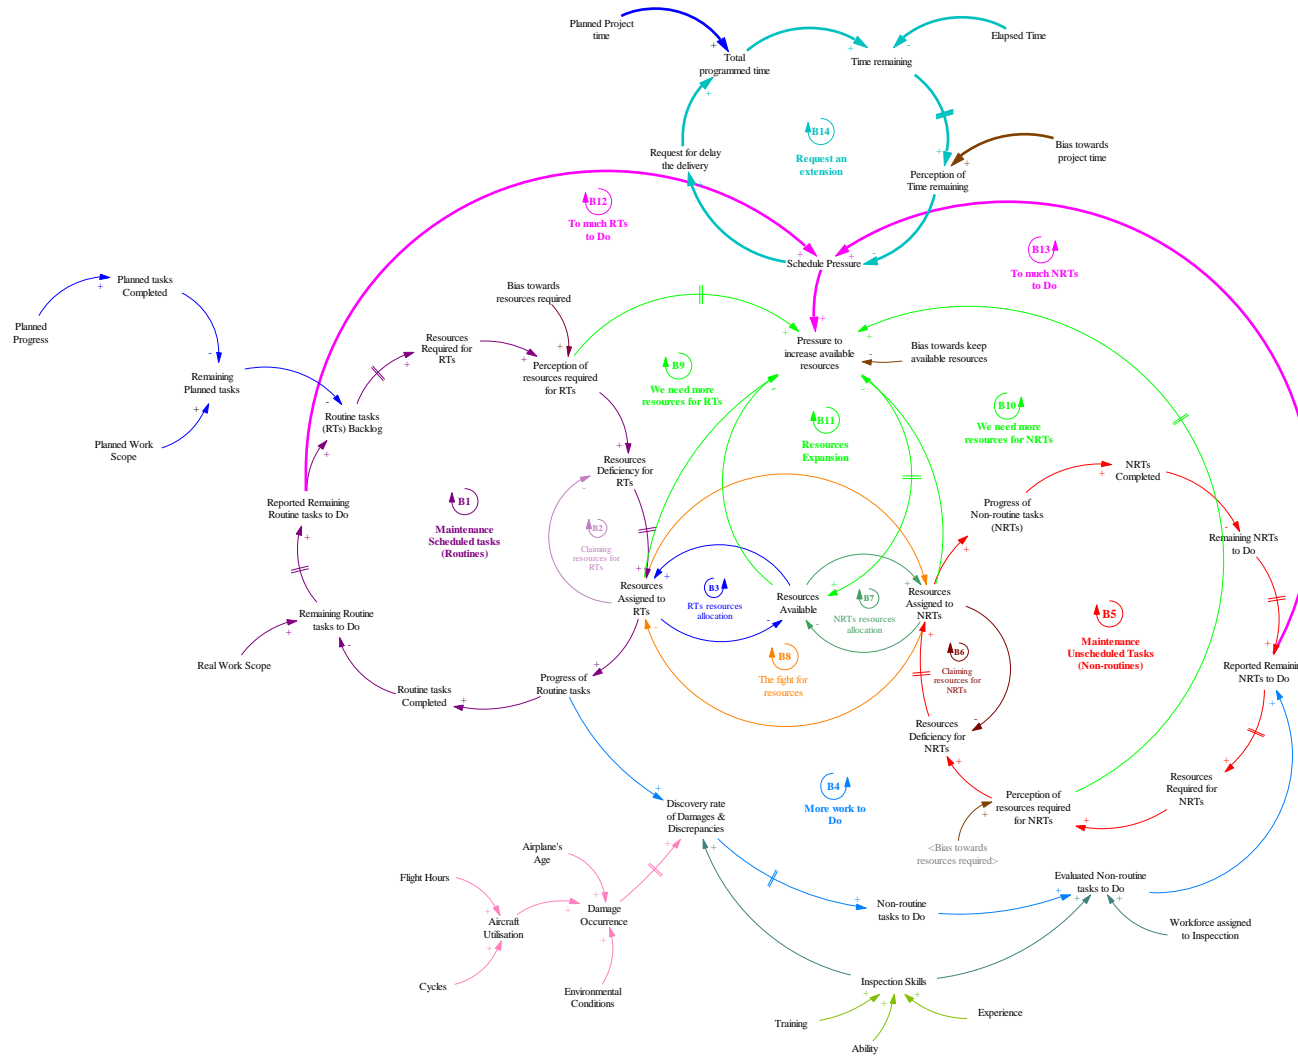 Planned Project
time
Elapsed Time
Total
programmed time
Time remaining
B14
Request an
extension
Request for delay
the delivery
Bias towards
project time
Perception of
Time remaining
B12
To much RTs
to Do
Schedule Pressure
B13
To much NRTs
to Do
Planned tasks
Completed
Planned
Progress
Bias towards
resources required
Resources
Required for
RTs
Perception of
resources required
for RTs
Pressure to
increase available
resources
Bias towards keep
available resources
Remaining
Planned tasks
B9
We need more
resources for RTs
B10
We need more
resources for NRTs
B11
Resources
Expansion
Routine tasks
(RTs) Backlog
Planned Work
Scope
Resources
Deficiency for
RTs
NRTs
Completed
Reported Remaining
Routine tasks to Do
B1
Maintenance
Scheduled tasks
(Routines)
Progress of
Non-routine tasks
(NRTs)
B2
Claiming
resources for
RTs
Remaining NRTs
to Do
Resources
Assigned to
RTs
B3
RTs resources
allocation
Resources
Available
B7
NRTs resources
allocation
Resources
Assigned to
NRTs
B5
Maintenance
Unscheduled Tasks
(Non-routines)
Remaining Routine
tasks to Do
Real Work Scope
B8
The fight for
resources
B6
Claiming
resources for
NRTs
Reported Remaini
NRTs to Do
Routine tasks
Completed
Progress of
Routine tasks
Resources
Deficiency for
NRTs
Resources
Required for
NRTs
B4
More work to
Do
Perception of
resources required
for NRTs
Discovery rate
of Damages &
Discrepancies
<Bias towards
resources required>
Airplane's
Age
Flight Hours
Evaluated Non-routine
tasks to Do
Damage
Occurrence
Aircraft
Utilisation
Non-routine
tasks to Do
Workforce assigned
to Inspecction
Cycles
Environmental
Conditions
Inspection Skills
Training
Experience
Ability